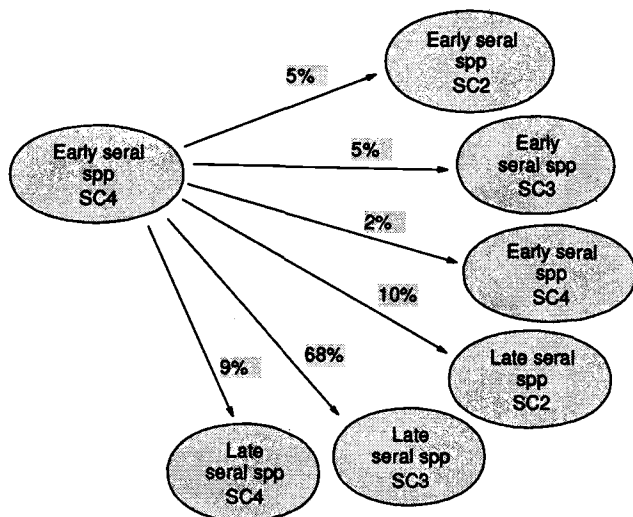 Early seral
spp
SC2
5%
Early seral
spp
SC4
5%
Early
seral spp
SC3
2%
Early seral
spp
SC4
10%
Late seral
spp
SC2
68%
Late
seral spp
SC3
9%
Late
seral spp
SC4